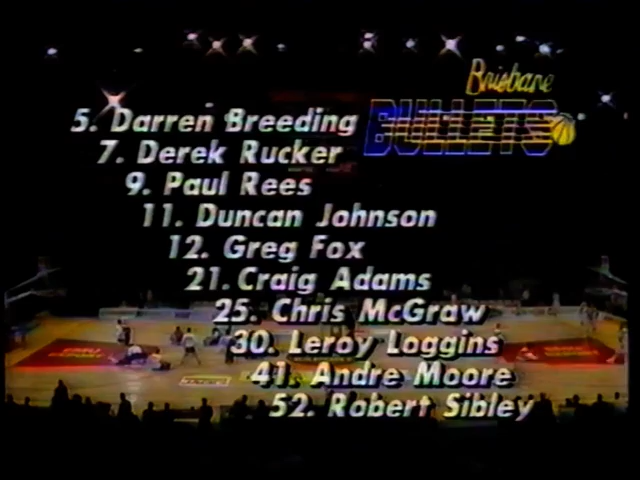 Brisbane
BULLETS
5. Darren Breeding
7. Derek Rucker
9. Paul Rees
11. Duncan Johnson
12. Greg Fox
21. Craig Adams
25. Chris McGraw
30. Leroy Loggins
41. Andre Moore
52. Robert Sibley